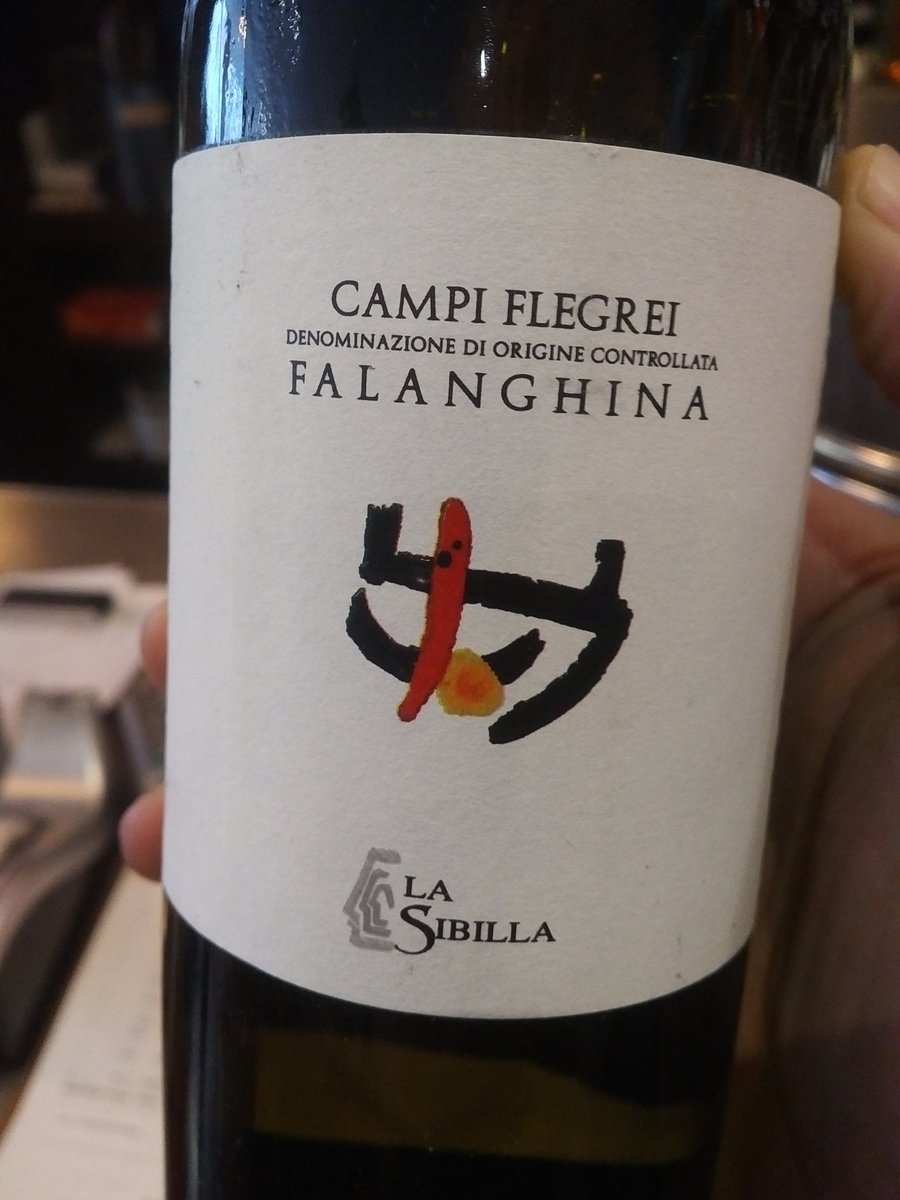 CAMPI FLEGREI
DENOMINAZIONE DI ORIGINE CONTROLLATA
FALANGHINA
LA
SIBILLA